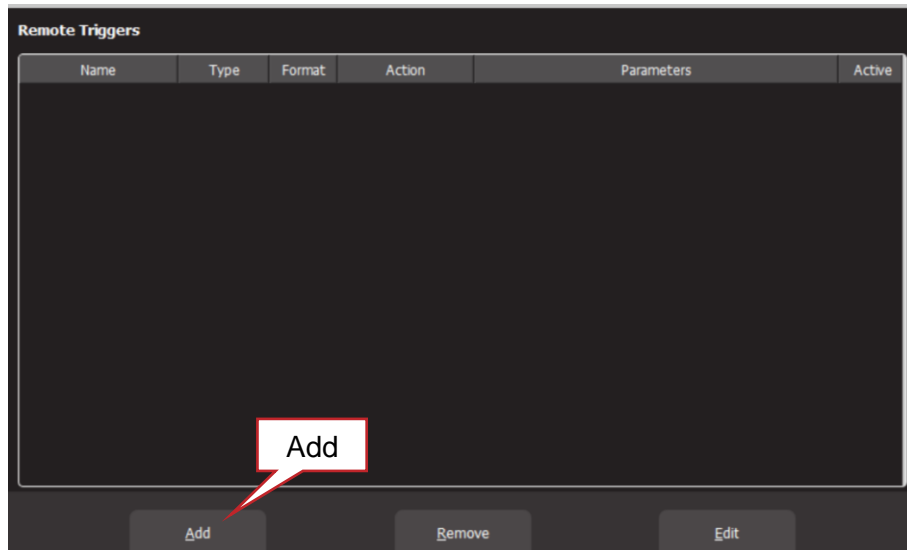 Remote Triggers
Name Type Format Action Parameters Active
Add
Add Remove Edit